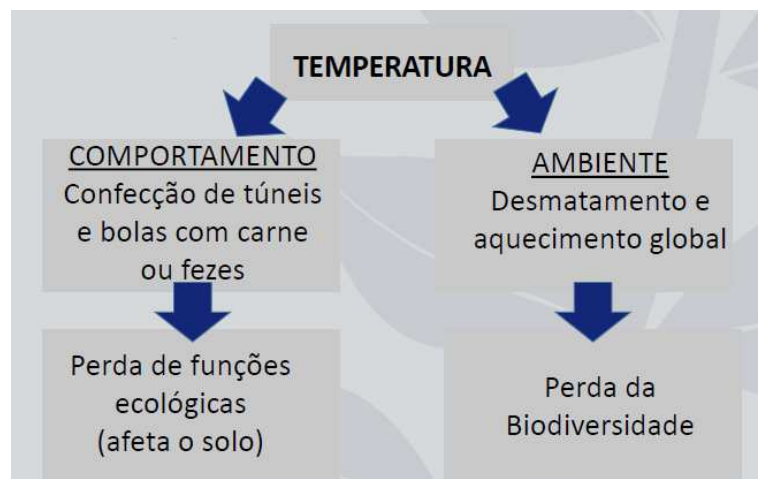 TEMPERATURA
COMPORTAMENTO
Confecção de túneis
e bolas com carne
ou fezes
AMBIENTE
Desmatamento e
aquecimento global
Perda de funções
ecológicas
(afeta o solo)
Perda da
Biodiversidade